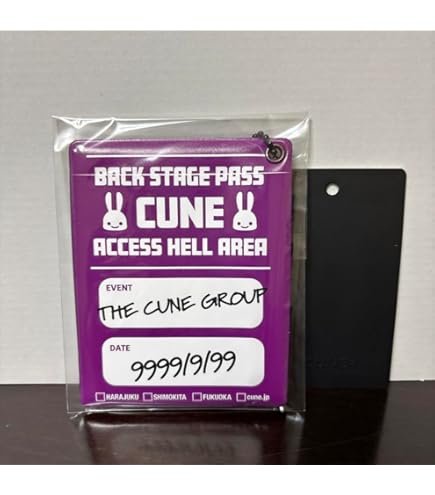 BACK STAGE PASS
CUNE
ACCESS HELL AREA
EVENT
THE CUNE GROUP
DATE
9999/9/99
HARAJUKU SHIMOKITA FUKUOKA cune.jp